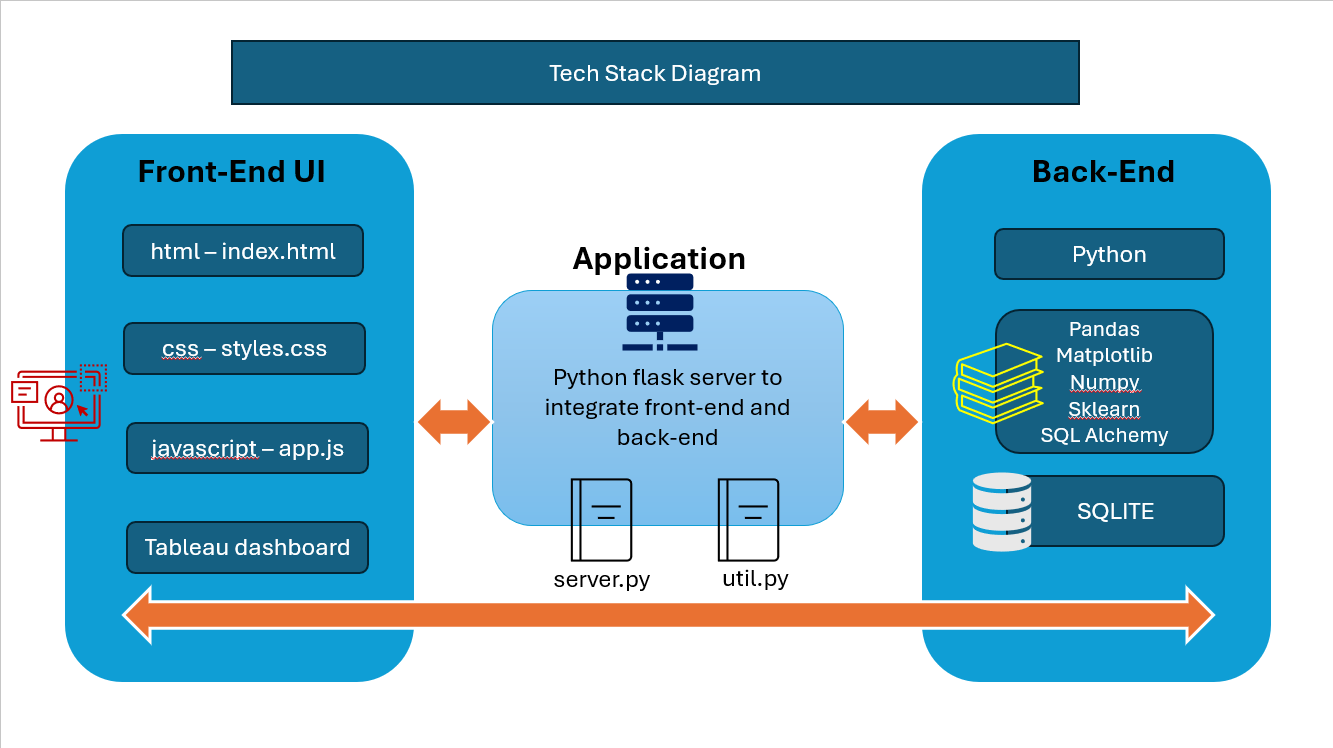 Tech Stack Diagram
Front-End UI
html – index.html
css – styles.css
javascript – app.js
Tableau dashboard
Application
Python flask server to
integrate front-end and
back-end
server.py
util.py
Back-End
Python
Pandas
Matplotlib
Numpy
Sklearn
SQL Alchemy
SQLITE